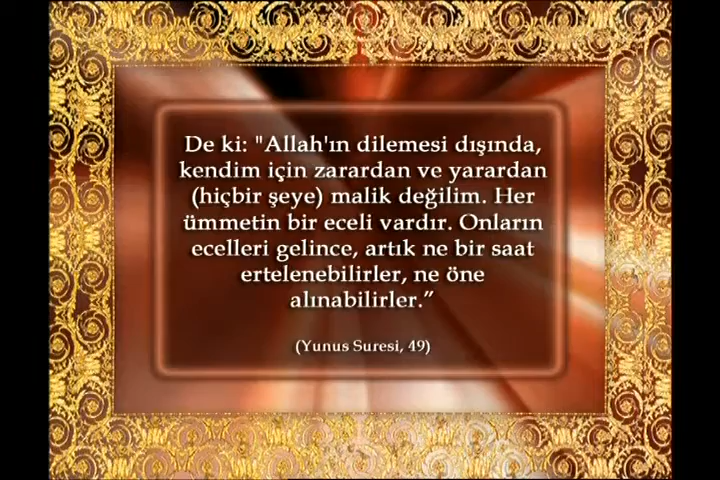 De ki: "Allah'ın dilemesi dışında,
kendim için zarardan ve yarardan
(hiçbir şeye) malik değilim. Her
ümmetin bir eceli vardır. Onların
ecelleri gelince, artık ne bir saat
ertelenebilirler, ne öne
alınabilirler.”
(Yunus Suresi, 49)